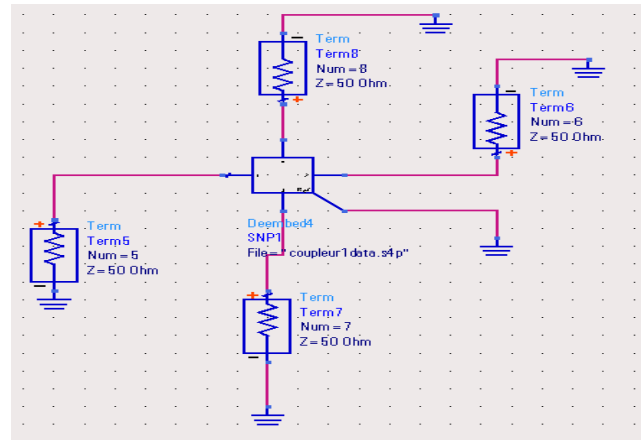 Term
Term8
Num=8
Z=50 Ohm
Term
Term6
Num=6
Z=50 Ohm
Term
Term5
Num=5
Z=50 Ohm
Deembed4
SNP1
File="coupleur1data.s4p"
Term
Term7
Num=7
Z=50 Ohm